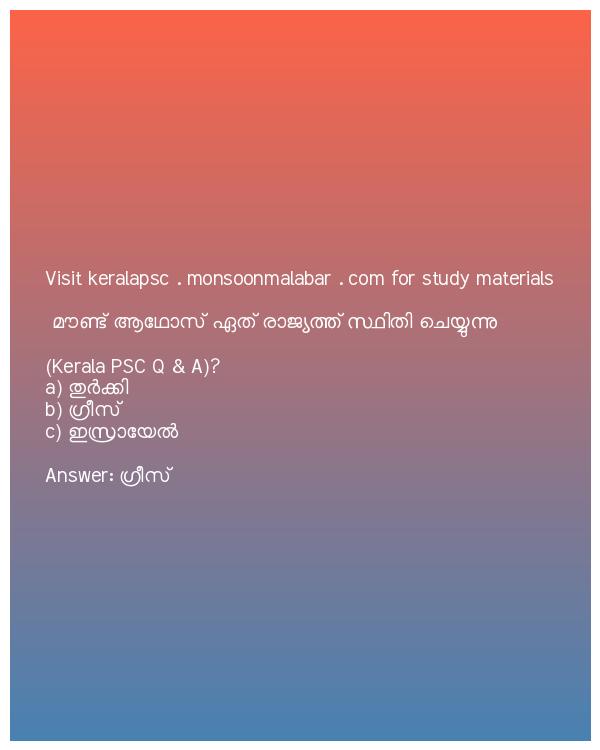 Visit keralapsc . monsoonmalabar . com for study materials
മൗണ്ട് ആഥോസ് ഏത് രാജ്യത്ത് സ്ഥിതി ചെയ്യുന്നു
(Kerala PSC Q & A)?
a) തുർക്കി
b) ഗ്രീസ്
c) ഇസ്രായേൽ
Answer: ഗ്രീസ്